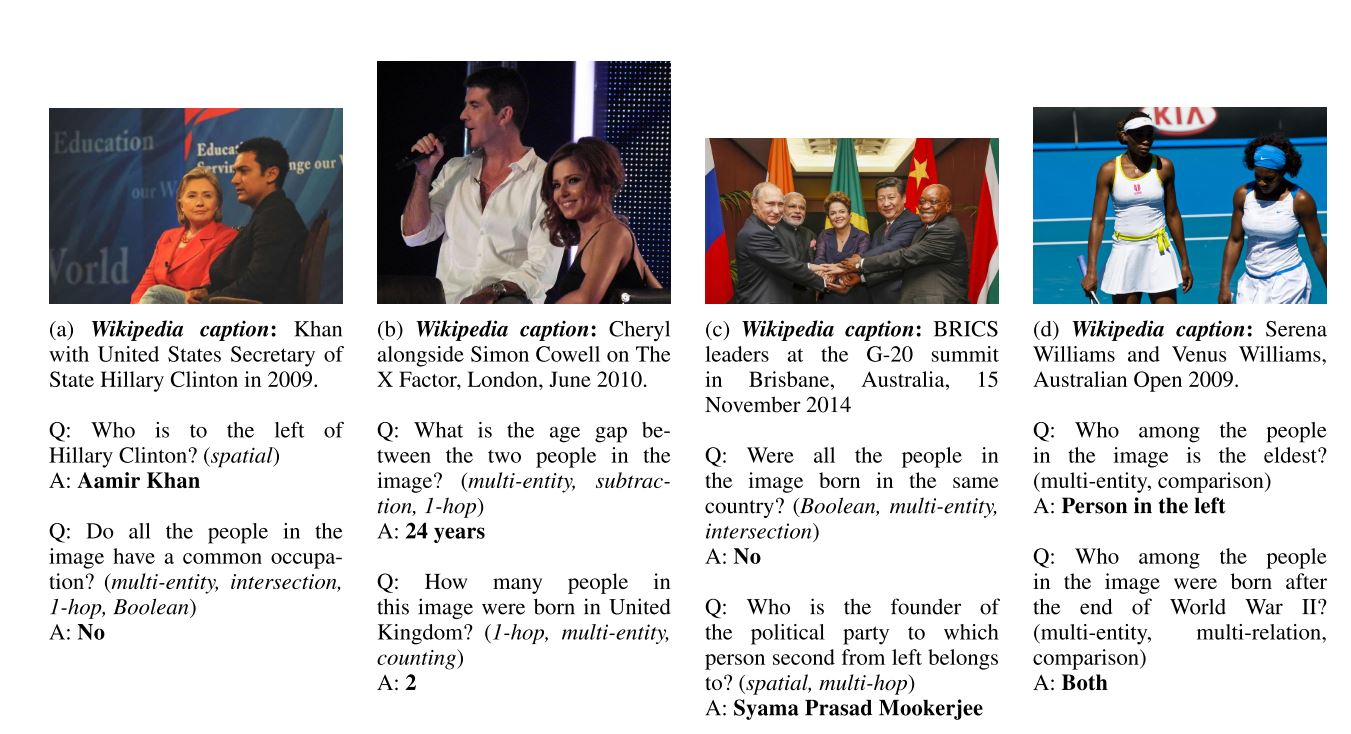 Education
Educa
Servin
nge our
our W
World
KIA
(a) Wikipedia caption: Khan
with United States Secretary of
State Hillary Clinton in 2009.
Q: Who is to the left of
Hillary Clinton? (spatial)
A: Aamir Khan
Q: Do all the people in the
image have a common occupa-
tion? (multi-entity, intersection,
1-hop, Boolean)
A: No
(b) Wikipedia caption: Cheryl
alongside Simon Cowell on The
X Factor, London, June 2010.
Q: What is the age gap be-
tween the two people in the
image? (multi-entity, subtrac-
tion, 1-hop)
A: 24 years
Q: How many people in
this image were born in United
Kingdom? (1-hop, multi-entity,
counting)
A: 2
(c) Wikipedia caption: BRICS
leaders at the G-20 summit
in Brisbane, Australia, 15
November 2014
Q: Were all the people in
the image born in the same
country? (Boolean, multi-entity,
intersection)
A: No
Q: Who is the founder of
the political party to which
person second from left belongs
to? (spatial, multi-hop)
A: Syama Prasad Mookerjee
(d) Wikipedia caption: Serena
Williams and Venus Williams,
Australian Open 2009.
Q: Who among the people
in the image is the eldest?
(multi-entity, comparison)
A: Person in the left
Q: Who among the people
in the image were born after
the end of World War II?
(multi-entity, multi-relation,
comparison)
A: Both